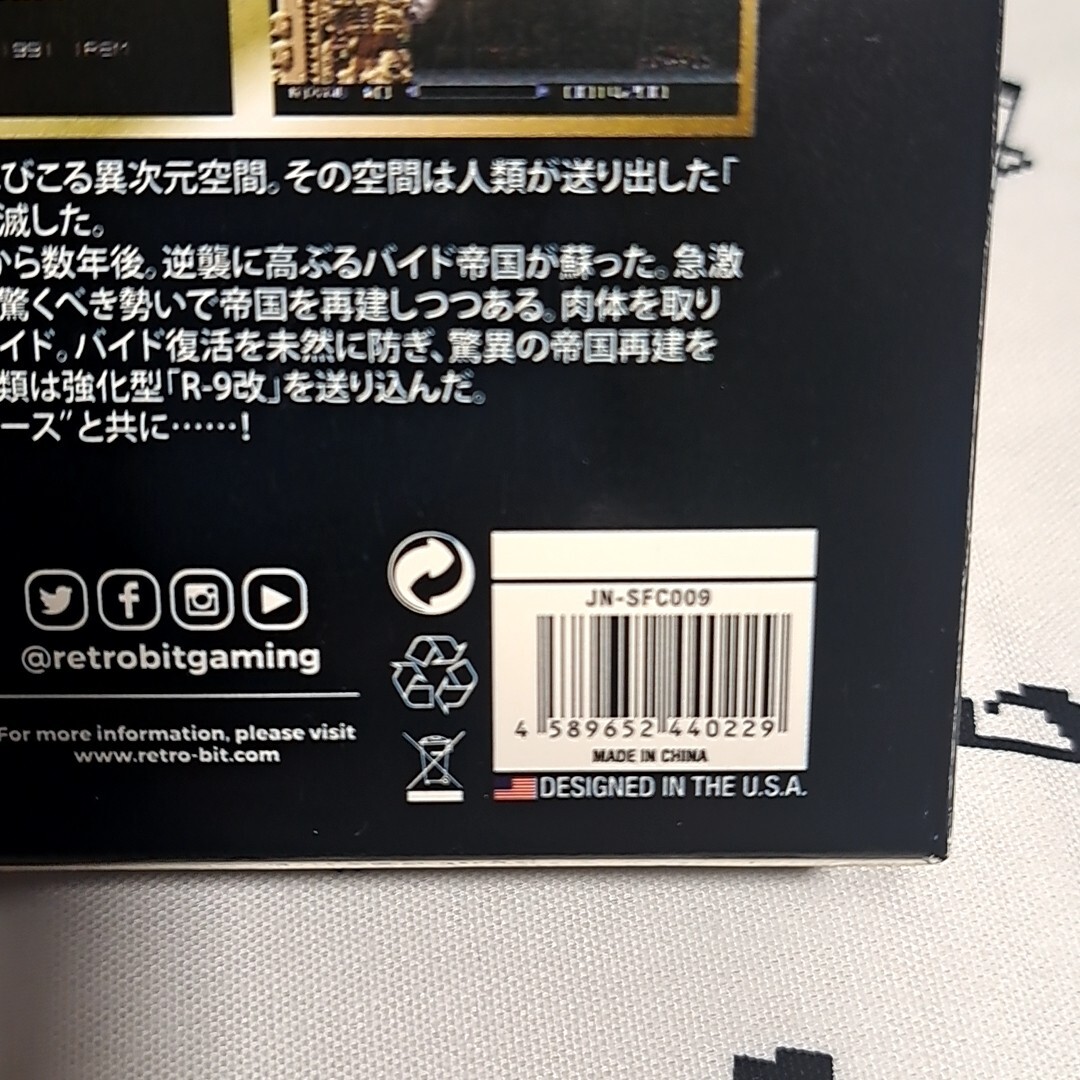 1991 IREM
びこる異次元空間。その空間は人類が送り出した「
滅した。
から数年後。逆襲に高ぶるバイド帝国が蘇った。急激
驚くべき勢いで帝国を再建しつつある。肉体を取り
イド。バイド復活を未然に防ぎ、驚異の帝国再建を
類は強化型「R-9改」を送り込んだ。
ース”と共に……!
@retrobitgaming
For more information, please visit
www.retro-bit.com
JN-SFC009
4 589652 440229
MADE IN CHINA
DESIGNED IN THE U.S.A.